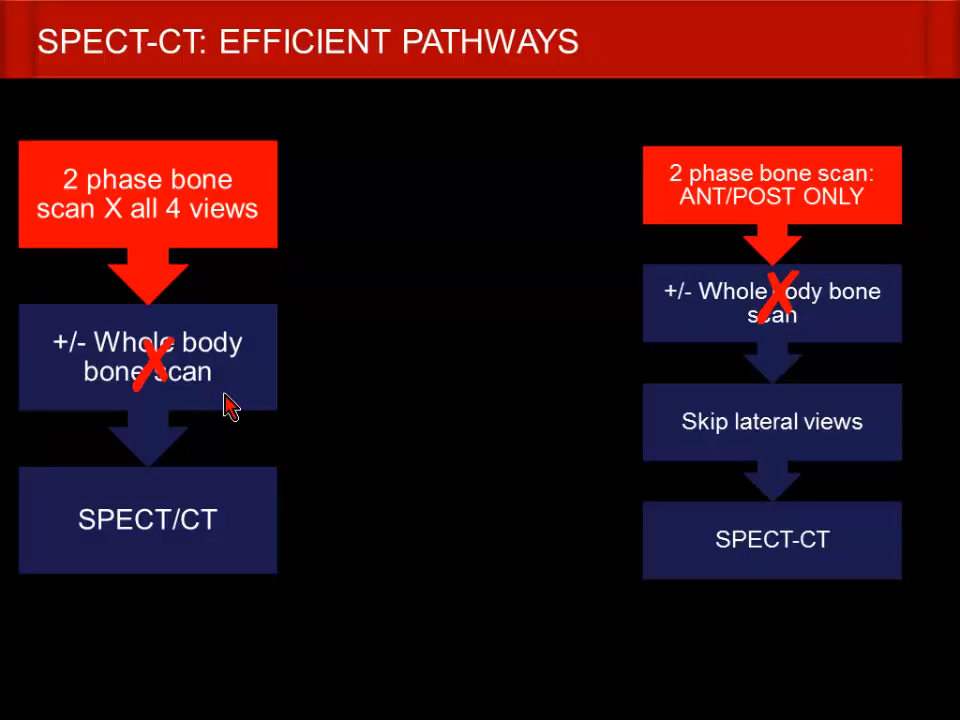 SPECT-CT: EFFICIENT PATHWAYS
2 phase bone
scan X all 4 views
+/- Whole body
bone scan
SPECT/CT
2 phase bone scan:
ANT/POST ONLY
+/- Whole body bone
scan
Skip lateral views
SPECT-CT